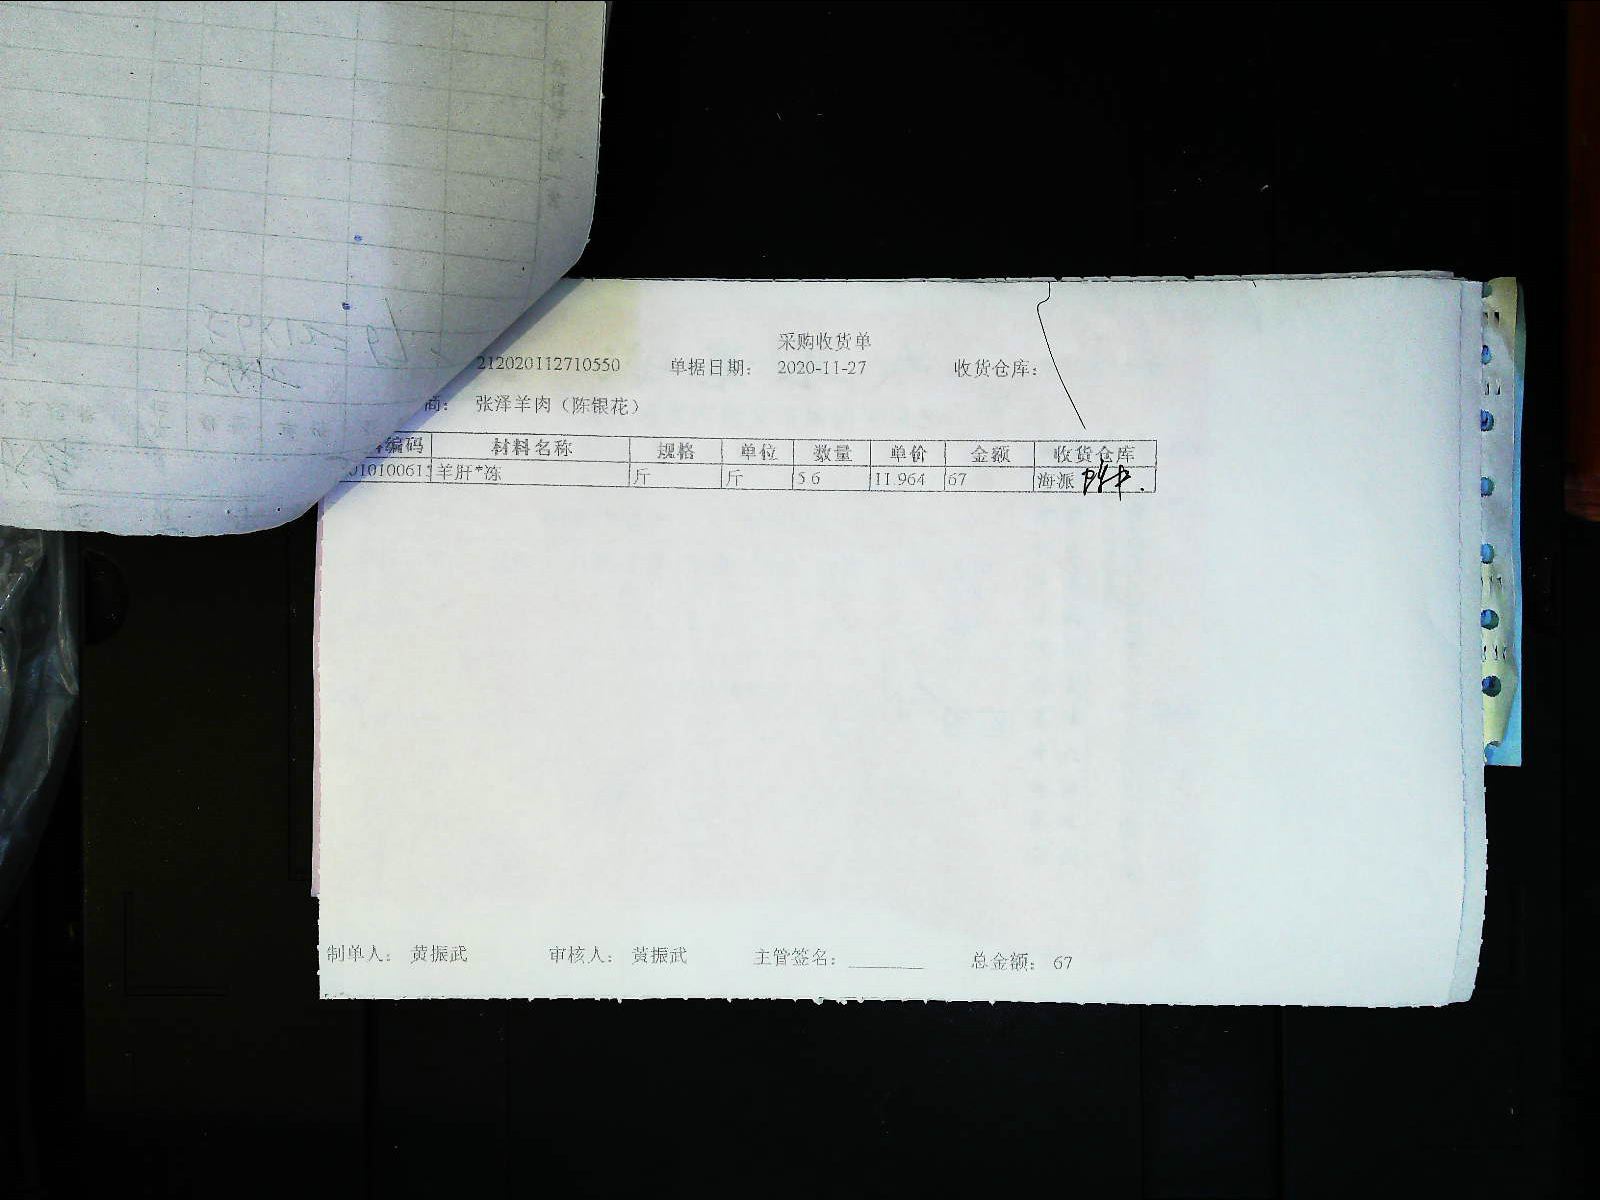 采购收货单
212020112710550 单据日期： 2020-11-27 收货仓库：
商： 张泽羊肉（陈银花）
编码 材料名称 规格 单位 数量 单价 金额 收货仓库
01010061 羊肝*冻 斤 斤 5.6 11.964 67 海派
制单人： 黄振武 审核人： 黄振武 主管签名： 总金额： 67